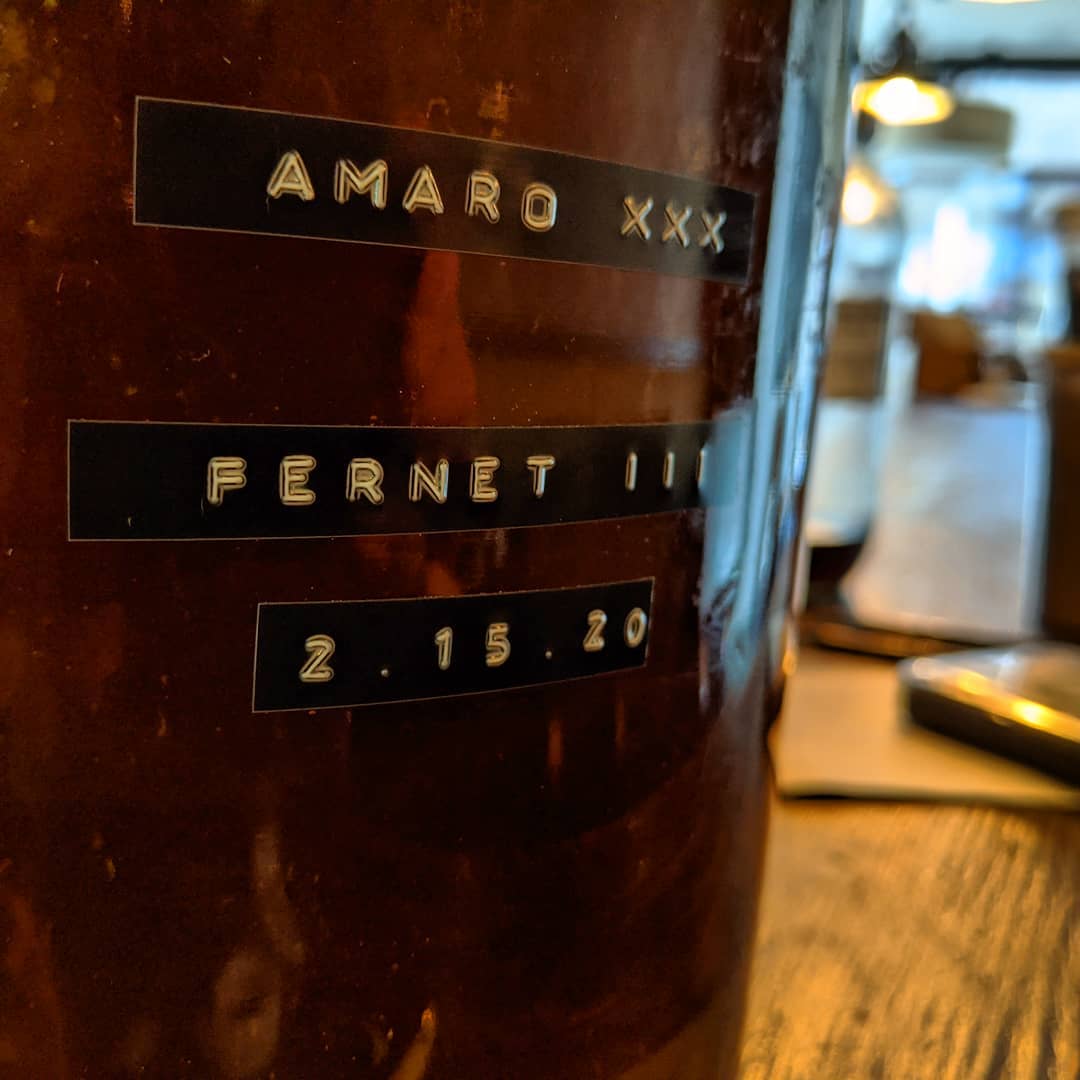 AMARO XXX
FERNET III
2.15.20